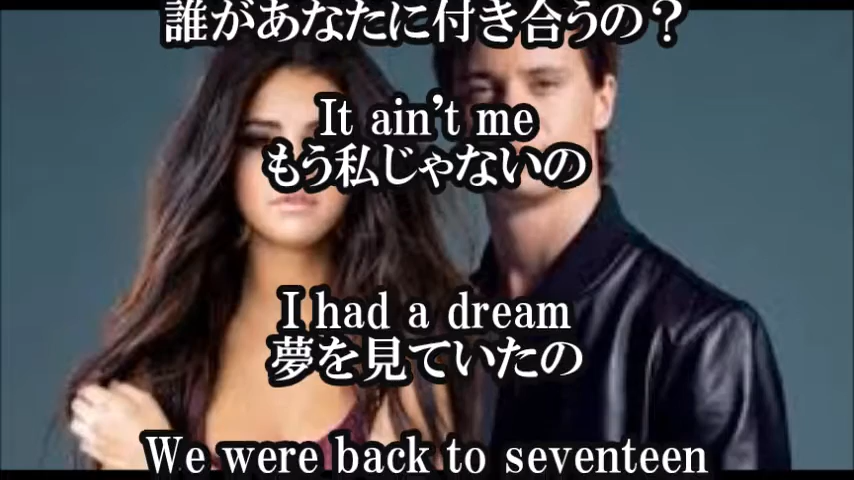 誰があなたに付き合うの？
It ain't me
もう私じゃないの
I had a dream
夢を見ていたの
We were back to seventeen